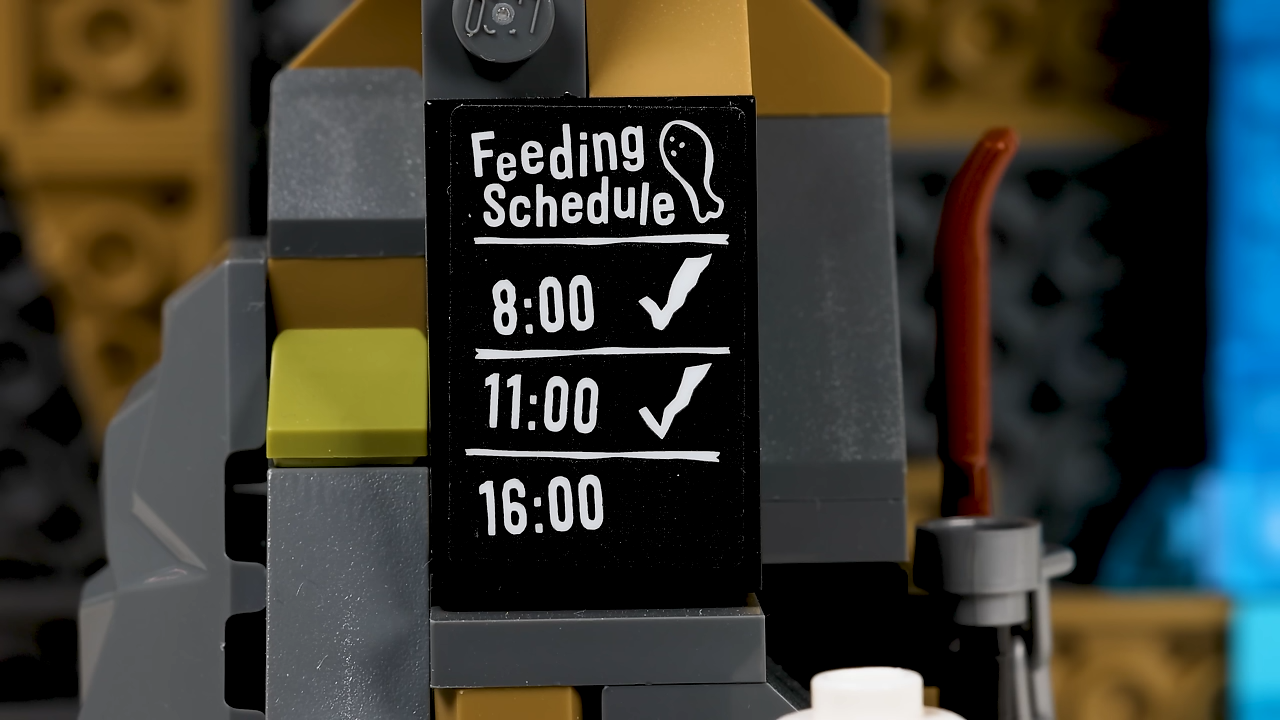 Feeding
Schedule
8:00 ✓
11:00 ✓
16:00